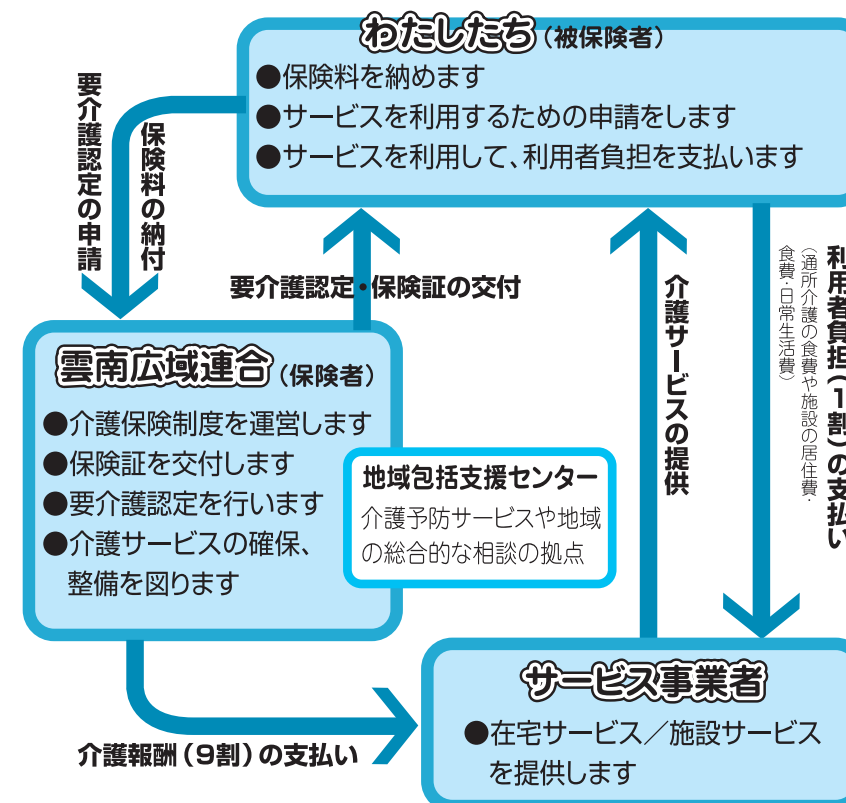 わたしたち（被保険者）
●保険料を納めます
●サービスを利用するための申請をします
●サービスを利用して、利用者負担を支払います
要介護認定の申請
保険料の納付
要介護認定・保険証の交付
介護サービスの提供
利用者負担（1割）の支払い
（通所介護の食費や施設の居住費・
食費・日常生活費）
雲南広域連合（保険者）
●介護保険制度を運営します
●保険証を交付します
●要介護認定を行います
●介護サービスの確保、
整備を図ります
地域包括支援センター
介護予防サービスや地域
の総合的な相談の拠点
介護報酬（9割）の支払い
サービス事業者
●在宅サービス／施設サービス
を提供します